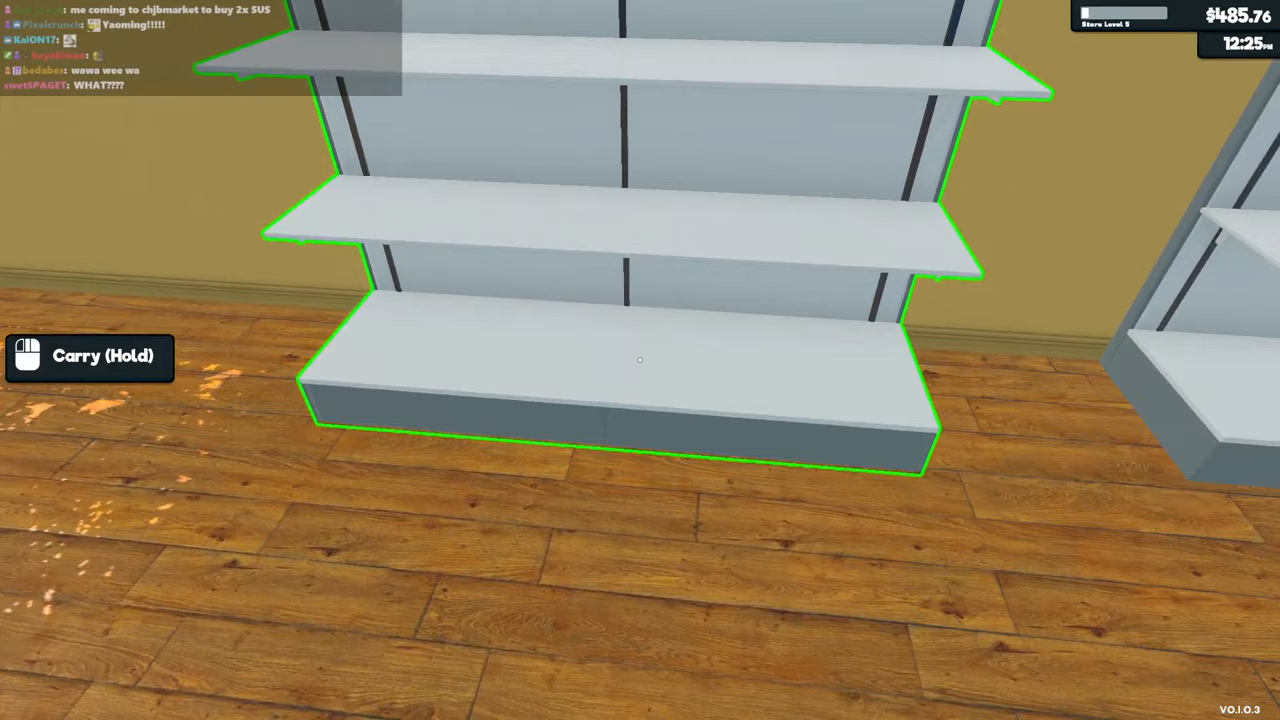 me coming to chjbmarket to buy 2x SUS
Pixelcrunch: Yaoming!!!!!
KaiON17:
bedabes: wawa wee wa
swetSPAGET: WHAT????
$485.76
Store Level 5
12:25PM
Carry (Hold)
V0.1.0.3